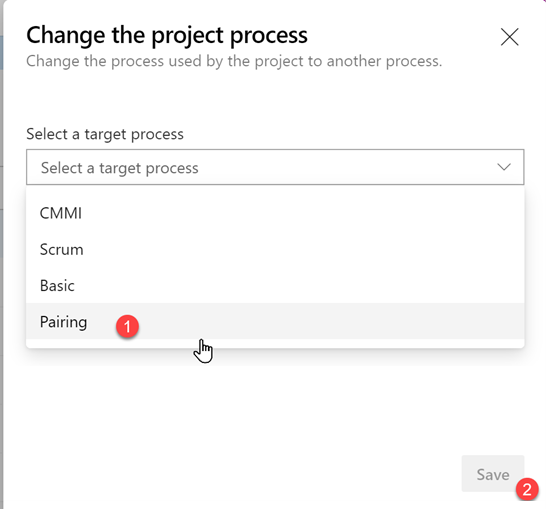 Change the project process
Change the process used by the project to another process.
Select a target process
Select a target process
CMMI
Scrum
Basic
Pairing 1
Save 2